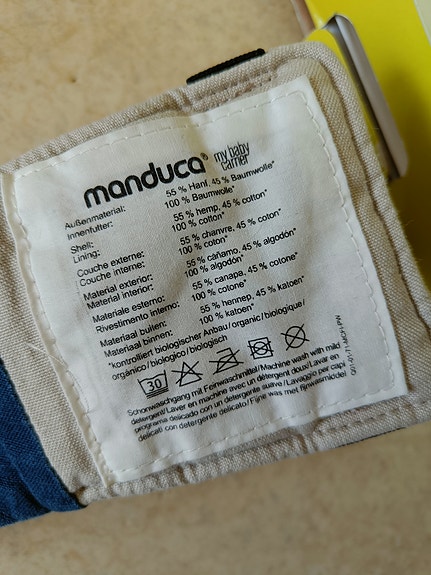 manduca® my baby carrier
Außenmaterial: 55 % Hanf, 45 % Baumwolle*
Innenfutter: 100 % Baumwolle*
Shell: 55 % hemp, 45 % cotton*
Lining: 100 % cotton*
Couche externe: 55 % chanvre, 45 % coton*
Couche interne: 100 % coton*
Material exterior: 55 % cañamo, 45 % algodón*
Material interior: 100 % algodón*
Materiale esterno: 55 % canapa, 45 % cotone*
Rivestimento interno: 100 % cotone*
Materiaal buiten: 55 % hennep, 45 % katoen*
Materiaal binnen: 100 % katoen*
*kontrolliert biologischer Anbau / organic / biologique /
orgánico / biologico / biologisch
30
Schonwaschgang mit Feinwaschmittel / Machine wash with mild
detergent / Laver en machine avec un détergent doux / Lavar en
programa delicado con un detergente suave / Lavaggio per capi
delicati con detergente delicato / Fijne was met fijnwasmiddel